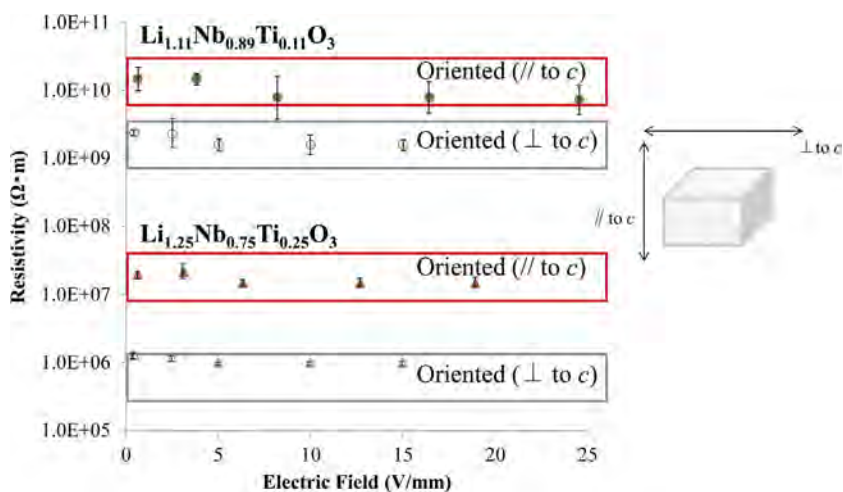 1.0E+11
Li1.11Nb0.89Ti0.11O3
Oriented (// to c)
1.0E+10
Oriented (⊥ to c)
1.0E+09
⊥ to c
1.0E+08
// to c
Li1.25Nb0.75Ti0.25O3
Oriented (// to c)
1.0E+07
1.0E+06
Oriented (⊥ to c)
1.0E+05
Resistivity (Ω•m)
0 5 10 15 20 25
Electric Field (V/mm)